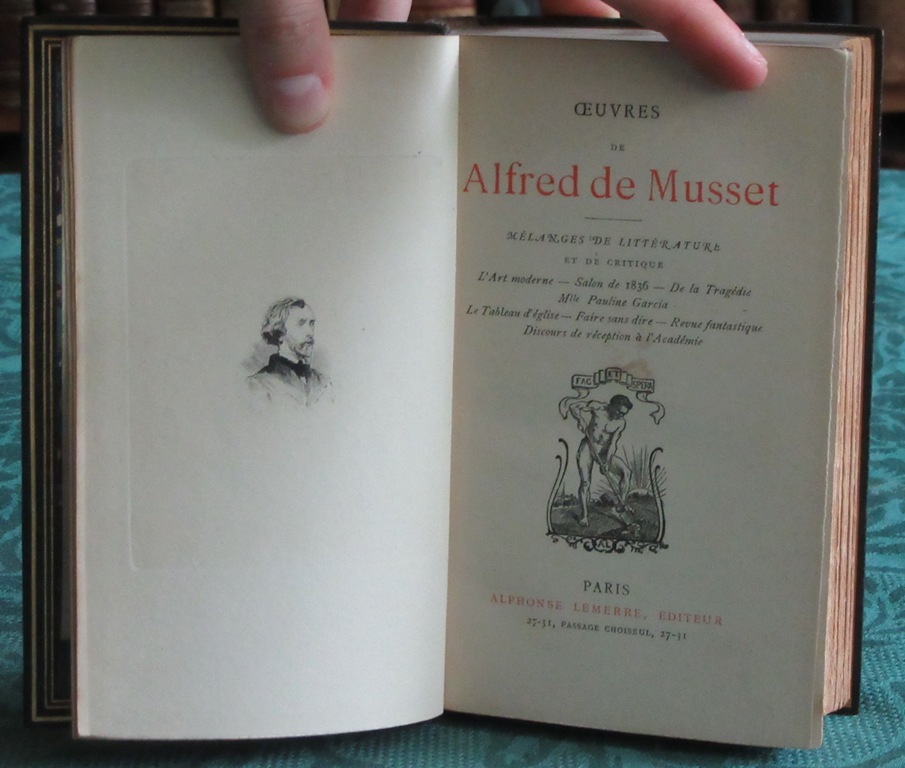 ŒUVRES
DE
Alfred de Musset
MÉLANGES DE LITTÉRATURE
ET DE CRITIQUE
L'Art moderne — Salon de 1836 — De la Tragédie
Mlle Pauline Garcia
Le Tableau d'église — Faire sans dire — Revue fantastique
Discours de réception à l'Académie
FAC ET SPERA
AL
PARIS
ALPHONSE LEMERRE, EDITEUR
27-31, PASSAGE CHOISEUL, 27-31